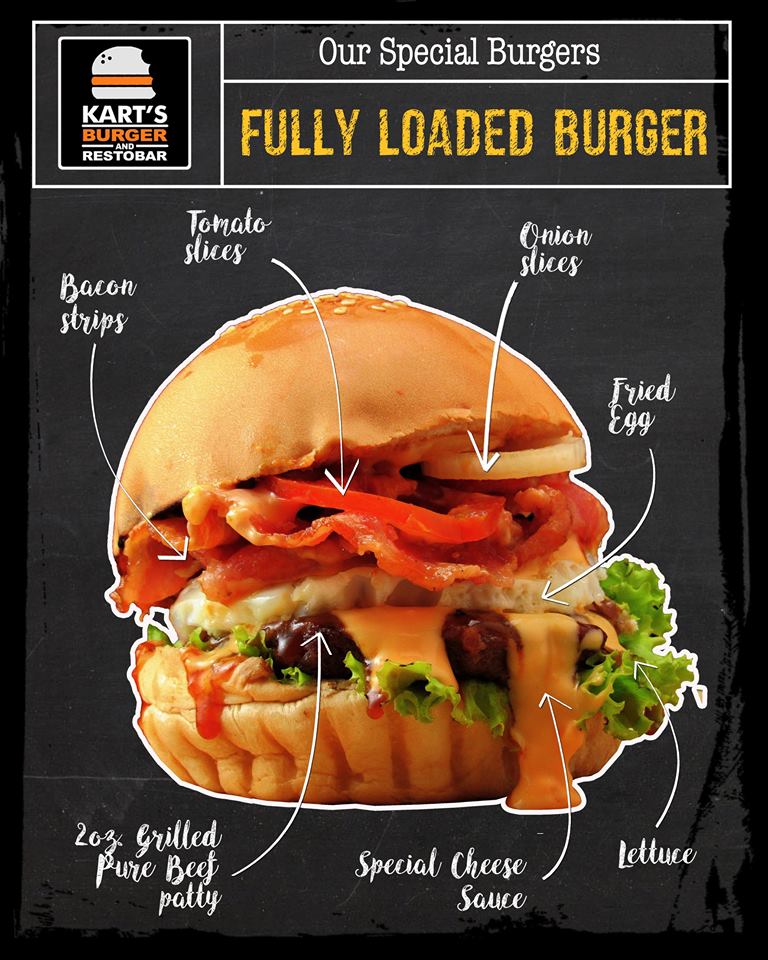 Our Special Burgers
KART'S
BURGER
AND
RESTOBAR
FULLY LOADED BURGER
Tomato
slices
Onion
slices
Bacon
strips
Fried
Egg
2oz. Grilled
Pure Beef
patty
Special Cheese
Sauce
Lettuce